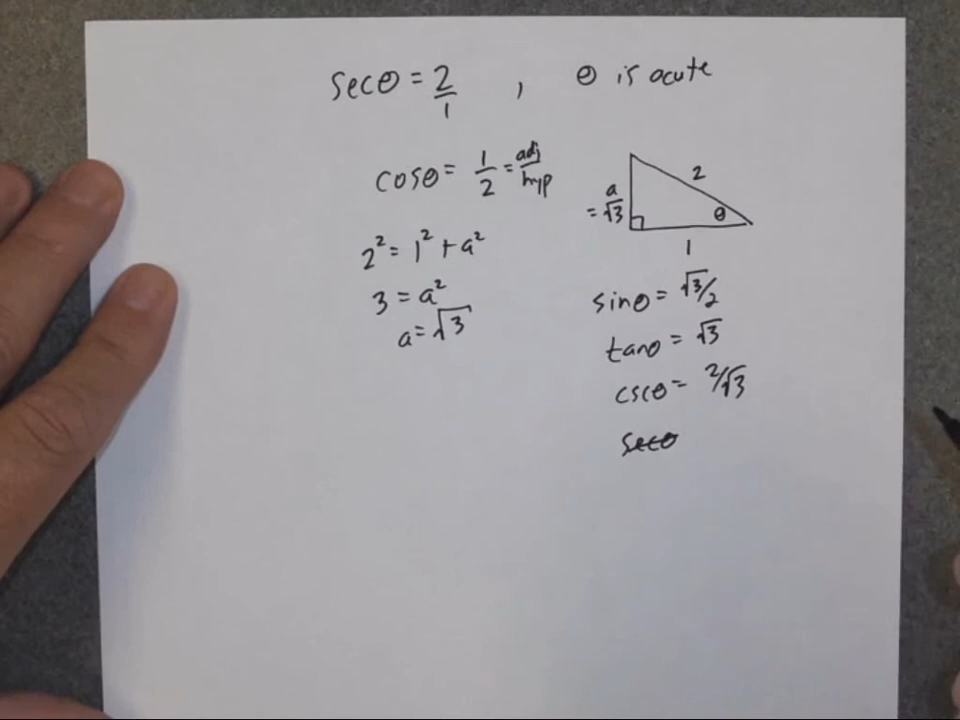 secθ = 2/1 , θ is acute
cosθ = 1/2 = adj/hyp
2² = 1² + a²
3 = a²
a = √3
a
= √3
2
θ
1
sinθ = √3/2
tanθ = √3
cscθ = 2/√3
secθ